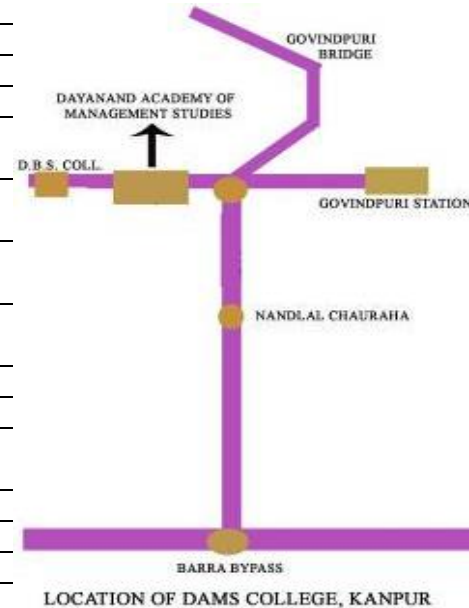 GOVINDPURI
BRIDGE
DAYANAND ACADEMY OF
MANAGEMENT STUDIES
D.B.S. COLL.
GOVINDPURI STATION
NANDLAL CHAURAHA
BARRA BYPASS
LOCATION OF DAMS COLLEGE, KANPUR